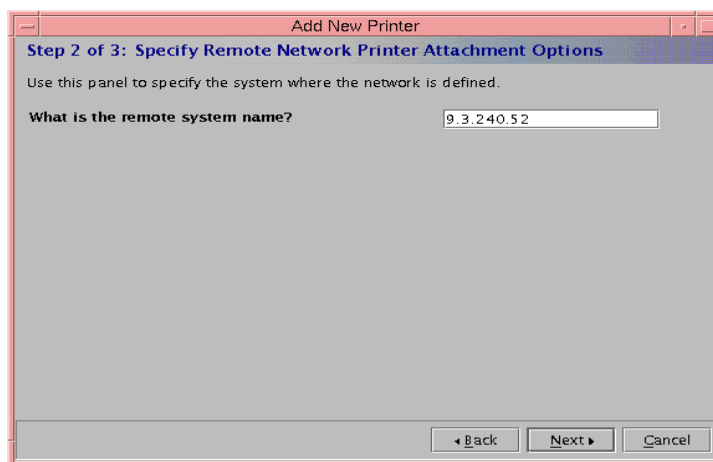 Add New Printer
Step 2 of 3: Specify Remote Network Printer Attachment Options
Use this panel to specify the system where the network is defined.
What is the remote system name? 9.3.240.52
Back Next Cancel